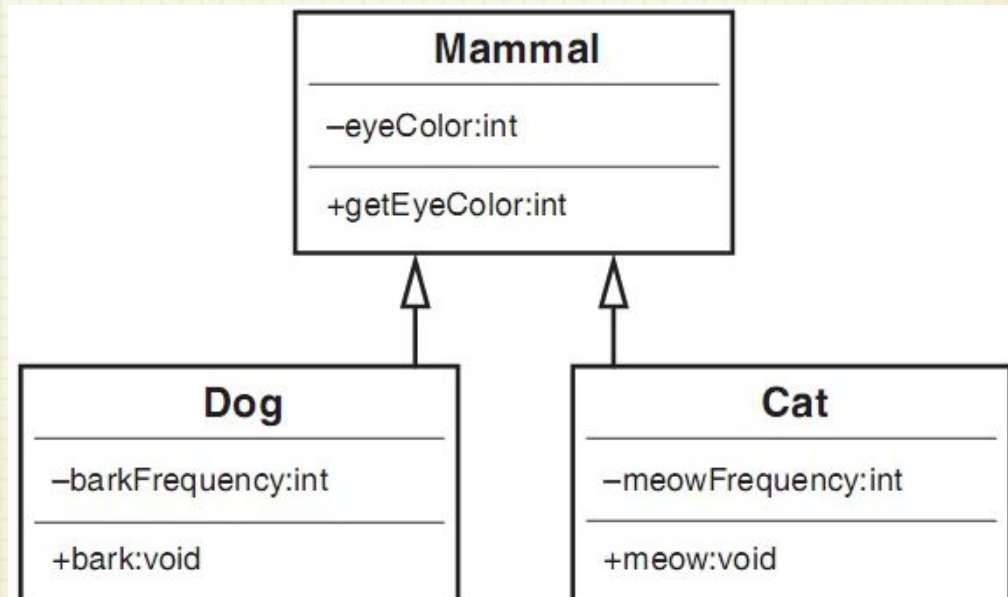 Mammal
–eyeColor:int
+getEyeColor:int
Dog
–barkFrequency:int
+bark:void
Cat
–meowFrequency:int
+meow:void